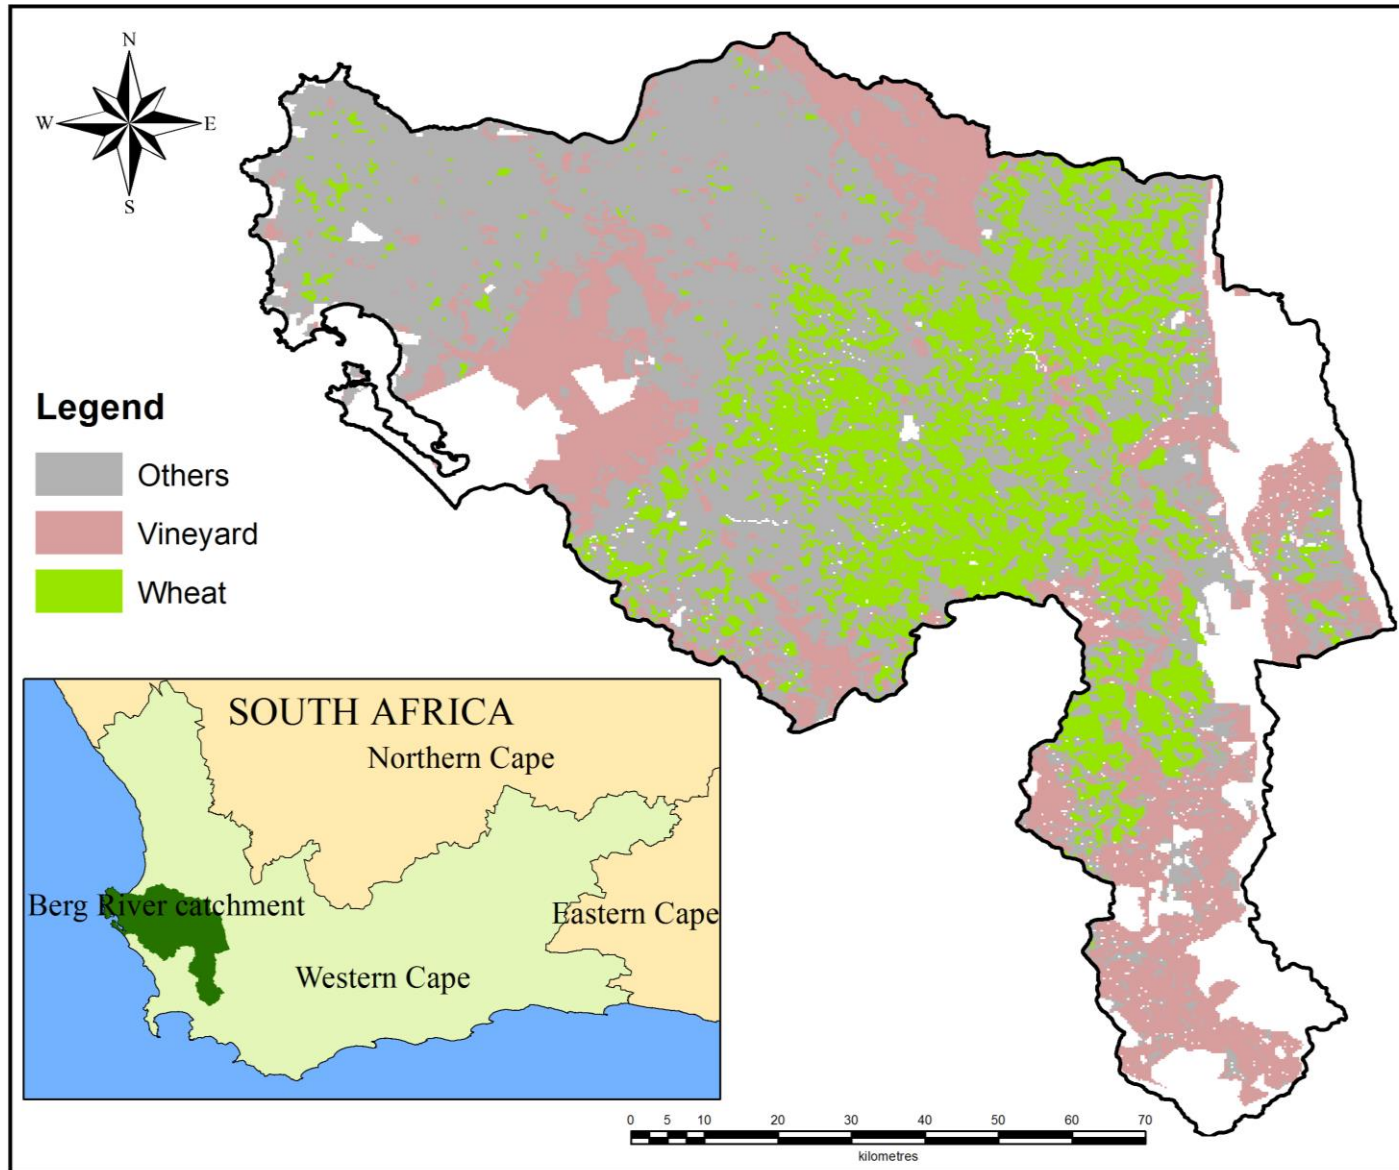 N
W E
S
Legend
Others
Vineyard
Wheat
SOUTH AFRICA
Northern Cape
Berg River catchment
Eastern Cape
Western Cape
0 5 10 20 30 40 50 60 70
kilometres